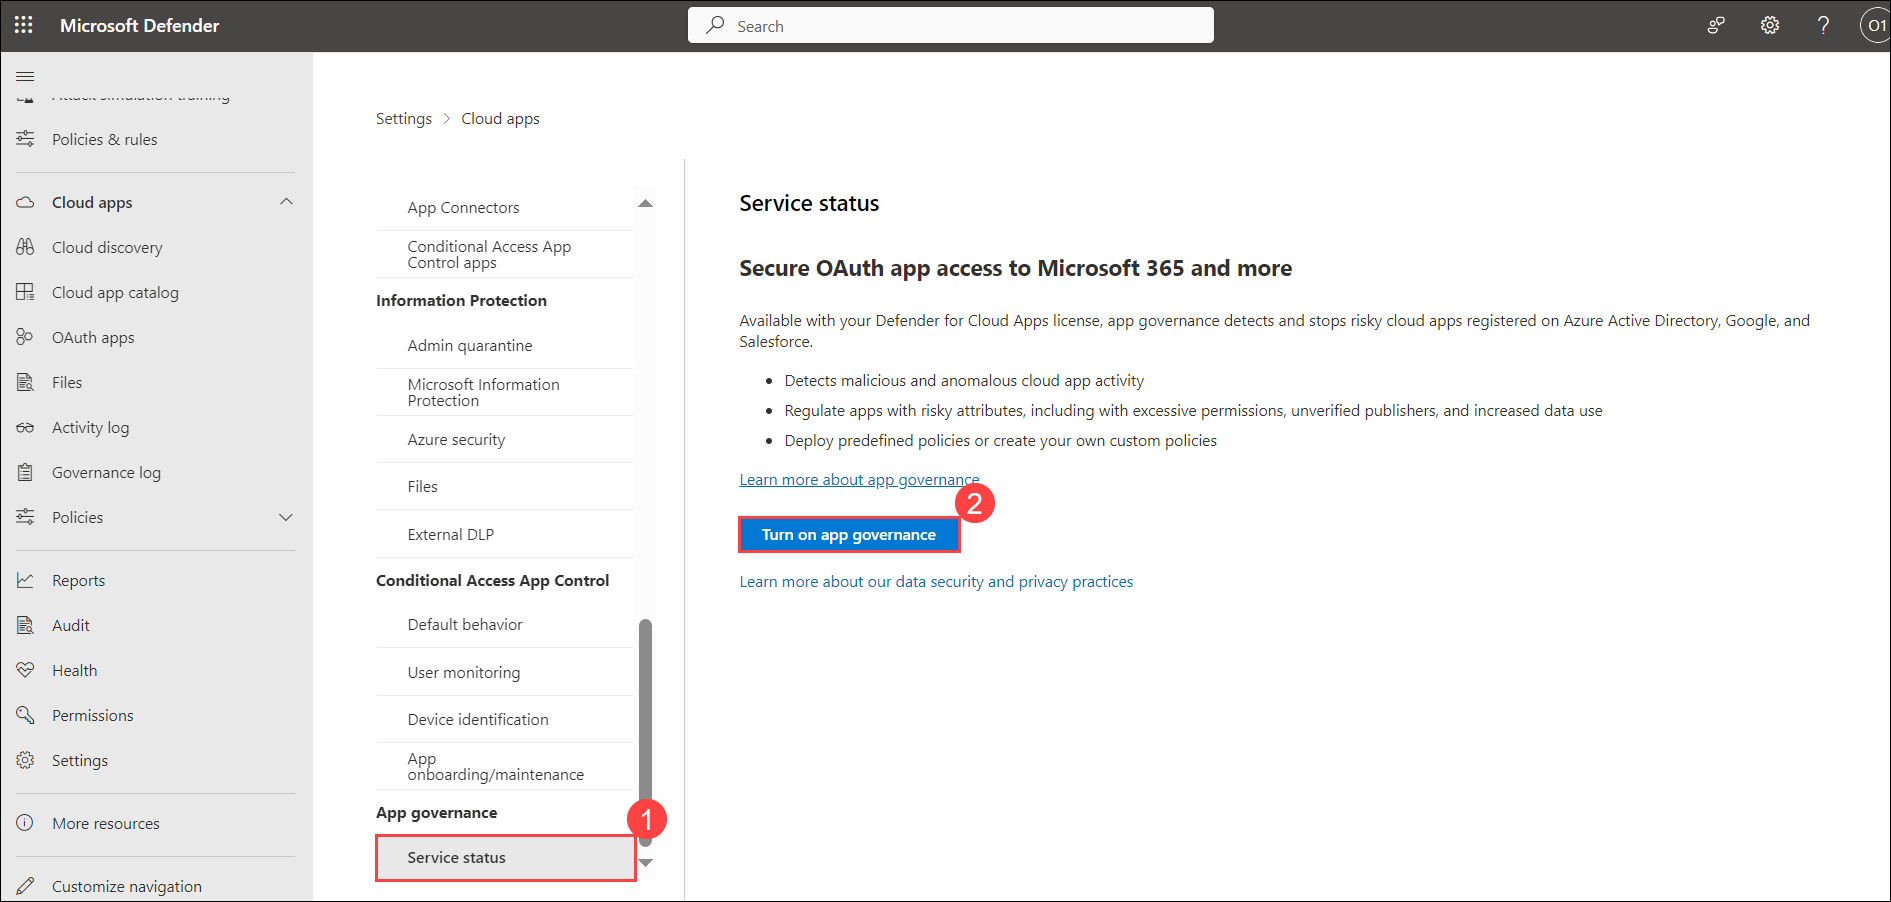 Microsoft Defender
Search
O1
Attack simulation training
Policies & rules
Cloud apps
Cloud discovery
Cloud app catalog
OAuth apps
Files
Activity log
Governance log
Policies
Reports
Audit
Health
Permissions
Settings
More resources
Customize navigation
Settings > Cloud apps
App Connectors
Conditional Access App
Control apps
Information Protection
Admin quarantine
Microsoft Information
Protection
Azure security
Files
External DLP
Conditional Access App Control
Default behavior
User monitoring
Device identification
App
onboarding/maintenance
App governance
1
Service status
Service status
Secure OAuth app access to Microsoft 365 and more
Available with your Defender for Cloud Apps license, app governance detects and stops risky cloud apps registered on Azure Active Directory, Google, and
Salesforce.
• Detects malicious and anomalous cloud app activity
• Regulate apps with risky attributes, including with excessive permissions, unverified publishers, and increased data use
• Deploy predefined policies or create your own custom policies
Learn more about app governance
2
Turn on app governance
Learn more about our data security and privacy practices